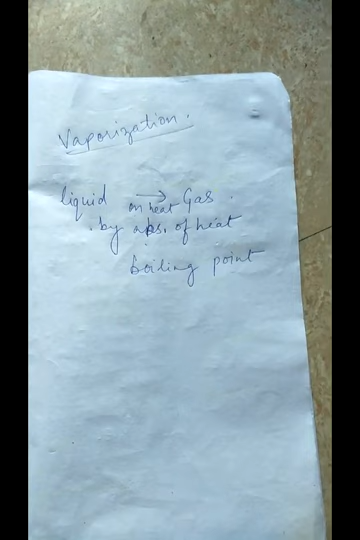 Vaporization.
liquid → Gas.
on heat
. by abs. of heat
boiling point